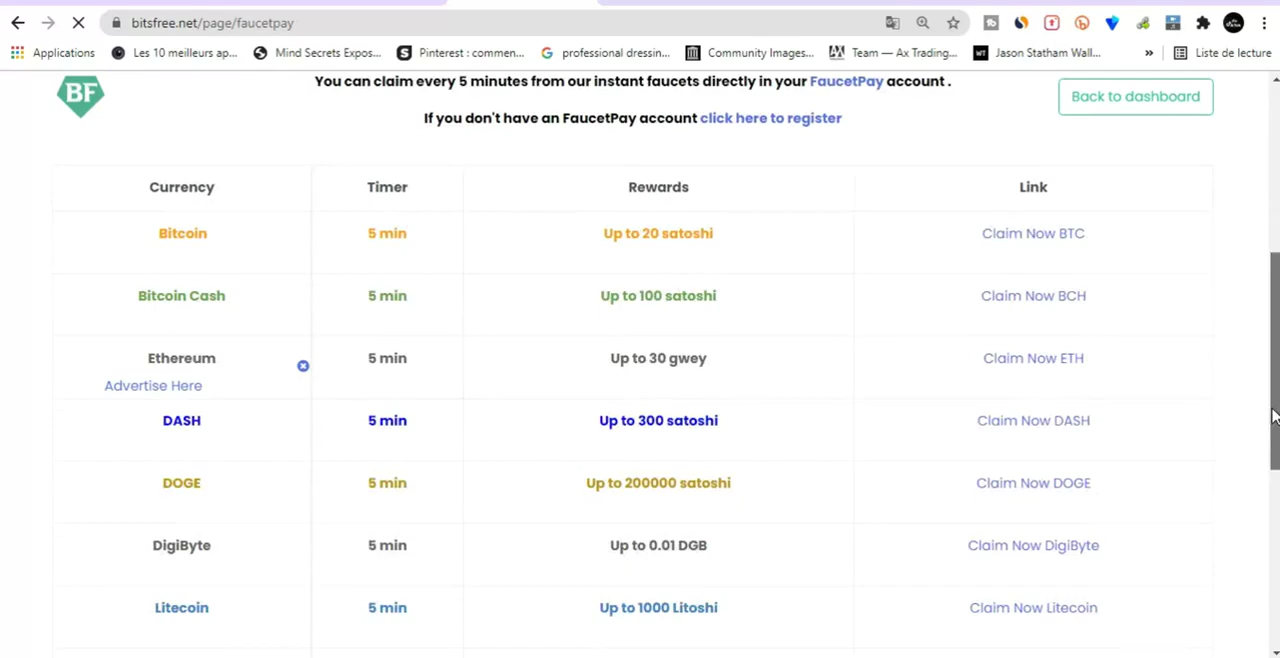 bitsfree.net/page/faucetpay
Applications Les 10 meilleurs ap... Mind Secrets Expos... Pinterest : commen... professional dressin... Community Images... Team — Ax Trading... Jason Statham Wall... » Liste de lecture
BF
You can claim every 5 minutes from our instant faucets directly in your FaucetPay account .
Back to dashboard
If you don't have an FaucetPay account click here to register
Currency Timer Rewards Link
Bitcoin 5 min Up to 20 satoshi Claim Now BTC
Bitcoin Cash 5 min Up to 100 satoshi Claim Now BCH
Ethereum 5 min Up to 30 gwey Claim Now ETH
Advertise Here
DASH 5 min Up to 300 satoshi Claim Now DASH
DOGE 5 min Up to 200000 satoshi Claim Now DOGE
DigiByte 5 min Up to 0.01 DGB Claim Now DigiByte
Litecoin 5 min Up to 1000 Litoshi Claim Now Litecoin